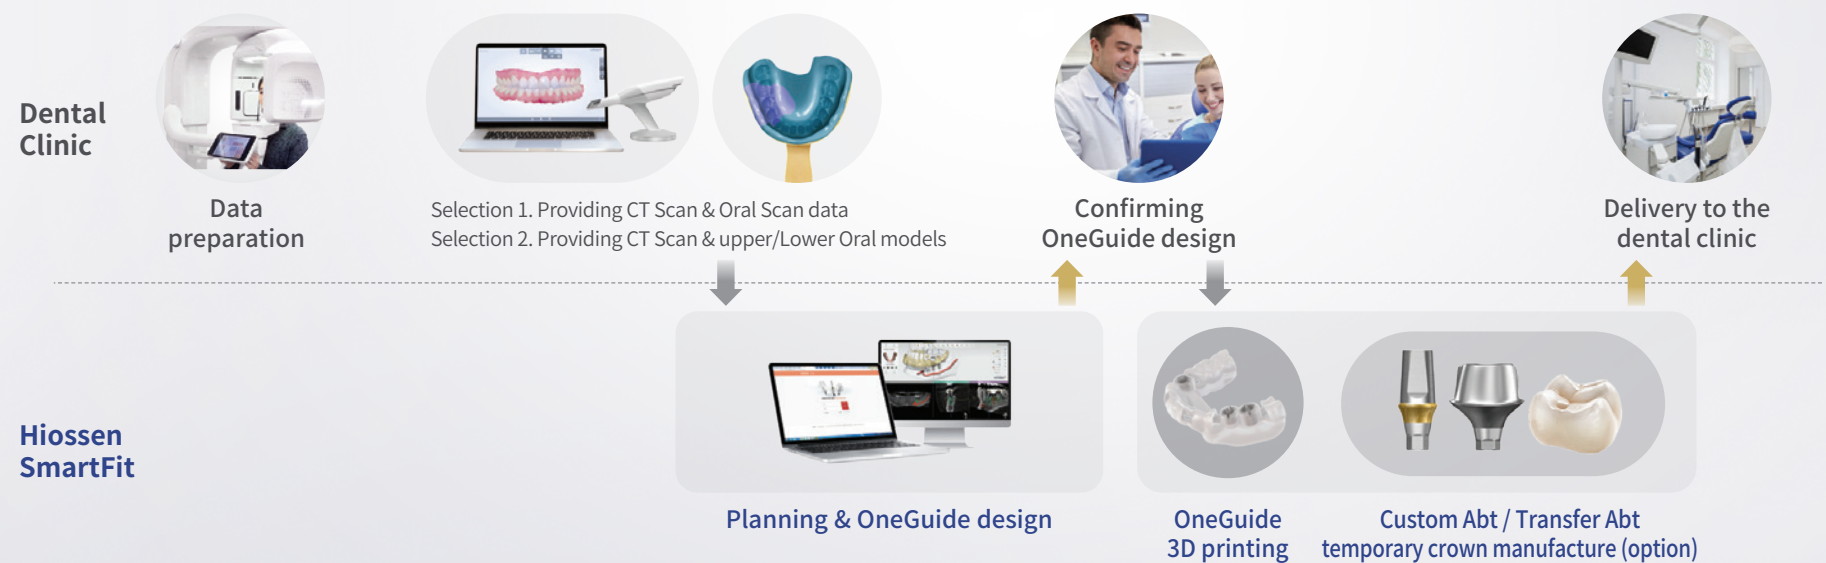 Dental
Clinic
Data
preparation
Selection 1. Providing CT Scan & Oral Scan data
Selection 2. Providing CT Scan & upper/Lower Oral models
Confirming
OneGuide design
Delivery to the
dental clinic
Hiossen
SmartFit
Planning & OneGuide design
OneGuide
3D printing
Custom Abt / Transfer Abt
temporary crown manufacture (option)